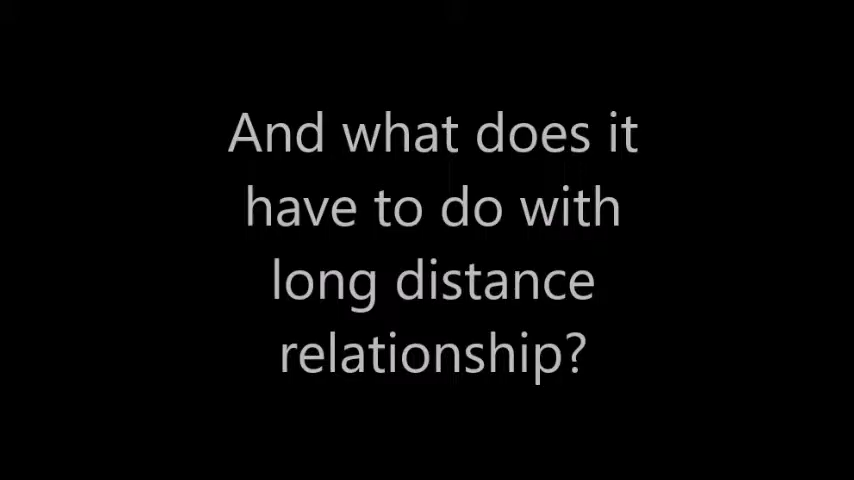 And what does it
have to do with
long distance
relationship?